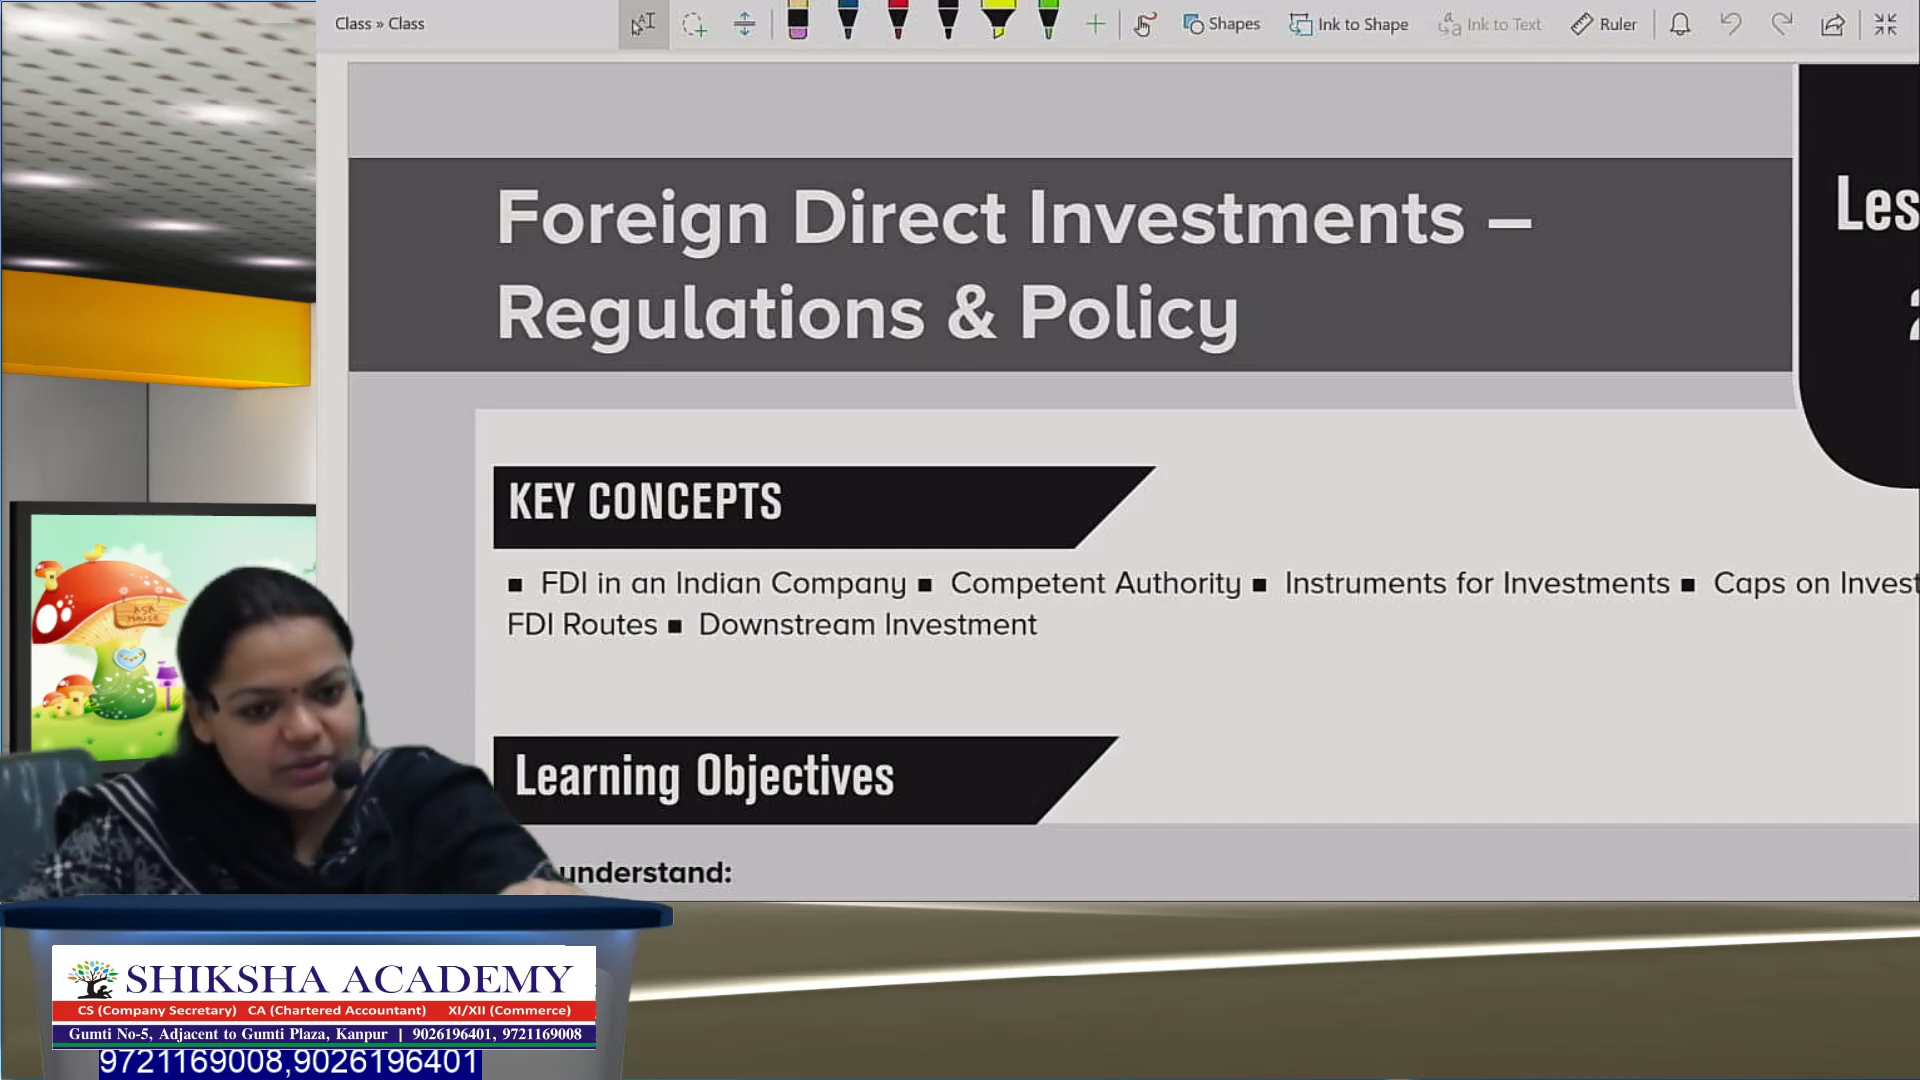 Class » Class
Shapes
Ink to Shape
Ink to Text
Ruler
Foreign Direct Investments –
Regulations & Policy
Les
KEY CONCEPTS
■ FDI in an Indian Company ■ Competent Authority ■ Instruments for Investments ■ Caps on Invest
FDI Routes ■ Downstream Investment
Learning Objectives
understand:
ASA
House
SHIKSHA ACADEMY
CS (Company Secretary) CA (Chartered Accountant) XI/XII (Commerce)
Gumti No-5, Adjacent to Gumti Plaza, Kanpur | 9026196401, 9721169008
9721169008,9026196401